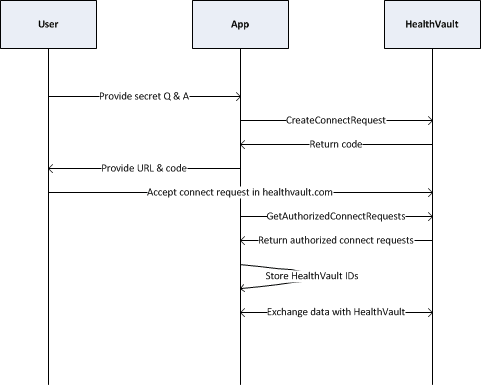 User
App
HealthVault
Provide secret Q & A
CreateConnectRequest
Return code
Provide URL & code
Accept connect request in healthvault.com
GetAuthorizedConnectRequests
Return authorized connect requests
Store HealthVault IDs
Exchange data with HealthVault